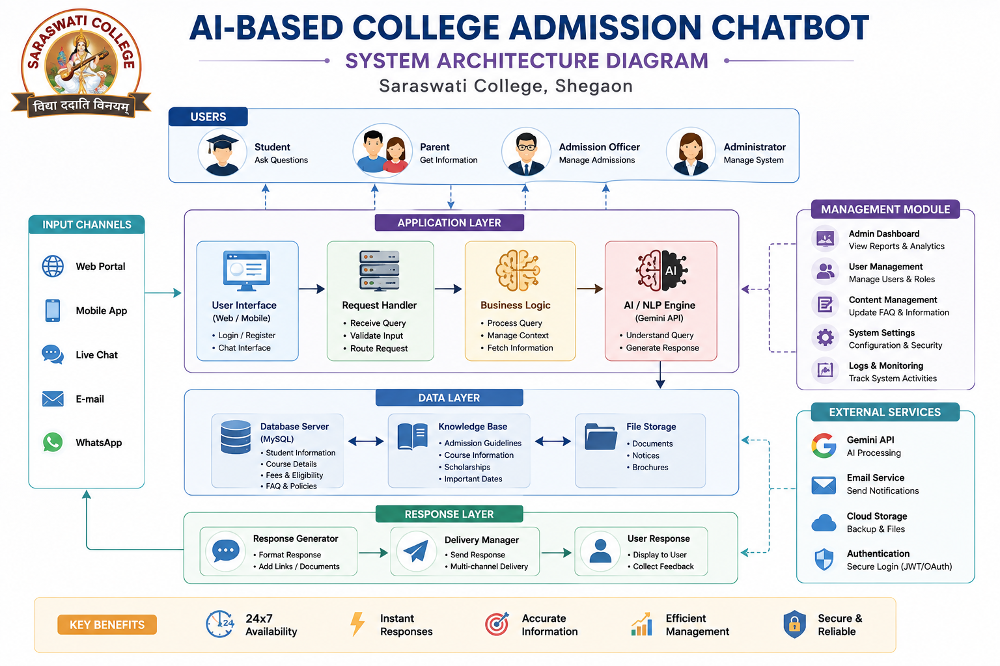 SARASWATI COLLEGE
विद्या ददाति विनयम्
AI-BASED COLLEGE ADMISSION CHATBOT
SYSTEM ARCHITECTURE DIAGRAM
Saraswati College, Shegaon
USERS
Student
Ask Questions
Parent
Get Information
Admission Officer
Manage Admissions
Administrator
Manage System
INPUT CHANNELS
Web Portal
Mobile App
Live Chat
E-mail
WhatsApp
APPLICATION LAYER
User Interface
(Web / Mobile)
• Login / Register
• Chat Interface
Request Handler
• Receive Query
• Validate Input
• Route Request
Business Logic
• Process Query
• Manage Context
• Fetch Information
AI
AI / NLP Engine
(Gemini API)
• Understand Query
• Generate Response
MANAGEMENT MODULE
Admin Dashboard
View Reports & Analytics
User Management
Manage Users & Roles
Content Management
Update FAQ & Information
System Settings
Configuration & Security
Logs & Monitoring
Track System Activities
DATA LAYER
Database Server
(MySQL)
• Student Information
• Course Details
• Fees & Eligibility
• FAQ & Policies
Knowledge Base
• Admission Guidelines
• Course Information
• Scholarships
• Important Dates
File Storage
• Documents
• Notices
• Brochures
EXTERNAL SERVICES
Gemini API
AI Processing
Email Service
Send Notifications
Cloud Storage
Backup & Files
Authentication
Secure Login (JWT/OAuth)
RESPONSE LAYER
Response Generator
• Format Response
• Add Links / Documents
Delivery Manager
• Send Response
• Multi-channel Delivery
User Response
• Display to User
• Collect Feedback
KEY BENEFITS
24
24x7
Availability
Instant
Responses
Accurate
Information
Efficient
Management
Secure &
Reliable